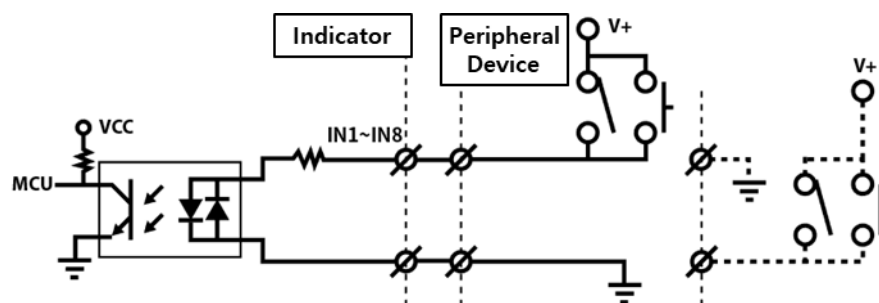 Indicator
Peripheral
Device
V+
V+
VCC
IN1~IN8
MCU